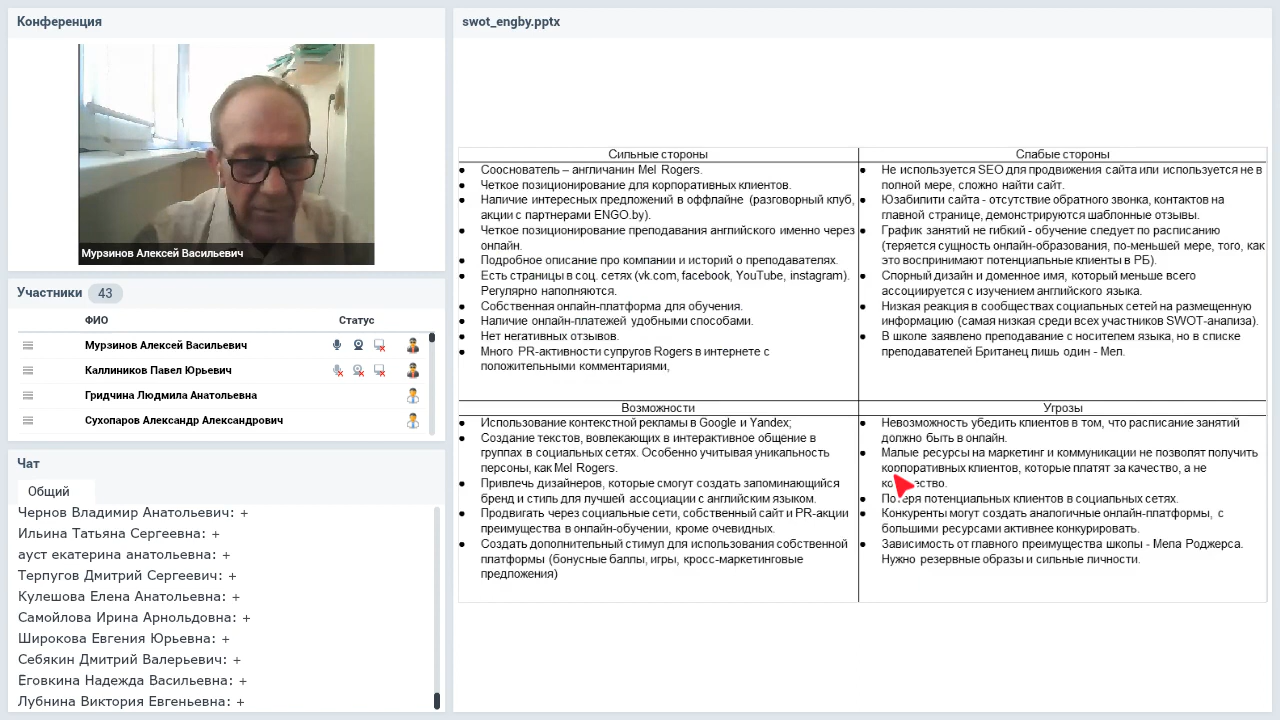 Конференция
Мурзинов Алексей Васильевич
Участники 43
ФИО Статус
Мурзинов Алексей Васильевич
Каллиников Павел Юрьевич
Гридчина Людмила Анатольевна
Сухопаров Александр Александрович
Чат
Общий
Чернов Владимир Анатольевич: +
Ильина Татьяна Сергеевна: +
ауст екатерина анатольевна: +
Терпугов Дмитрий Сергеевич: +
Кулешова Елена Анатольевна: +
Самойлова Ирина Арнольдовна: +
Широкова Евгения Юрьевна: +
Себякин Дмитрий Валерьевич: +
Еговкина Надежда Васильевна: +
Лубнина Виктория Евгеньевна: +
swot_engby.pptx
Сильные стороны
Сооснователь – англичанин Mel Rogers.
Четкое позиционирование для корпоративных клиентов.
Наличие интересных предложений в оффлайне (разговорный клуб,
акции с партнерами ENGO.by).
Четкое позиционирование преподавания английского именно через
онлайн.
Подробное описание про компании и историй о преподавателях.
Есть страницы в соц. сетях (vk.com, facebook, YouTube, instagram).
Регулярно наполняются.
Собственная онлайн-платформа для обучения.
Наличие онлайн-платежей удобными способами.
Нет негативных отзывов.
Много PR-активности супругов Rogers в интернете с
положительными комментариями,
Слабые стороны
Не используется SEO для продвижения сайта или используется не в
полной мере, сложно найти сайт.
Юзабилити сайта - отсутствие обратного звонка, контактов на
главной странице, демонстрируются шаблонные отзывы.
График занятий не гибкий - обучение следует по расписанию
(теряется сущность онлайн-образования, по-меньшей мере, того, как
это воспринимают потенциальные клиенты в РБ).
Спорный дизайн и доменное имя, который меньше всего
ассоциируется с изучением английского языка.
Низкая реакция в сообществах социальных сетей на размещенную
информацию (самая низкая среди всех участников SWOT-анализа).
В школе заявлено преподавание с носителем языка, но в списке
преподавателей Британец лишь один - Мел.
Возможности
Использование контекстной рекламы в Google и Yandex;
Создание текстов, вовлекающих в интерактивное общение в
группах в социальных сетях. Особенно учитывая уникальность
персоны, как Mel Rogers.
Привлечь дизайнеров, которые смогут создать запоминающийся
бренд и стиль для лучшей ассоциации с английским языком.
Продвигать через социальные сети, собственный сайт и PR-акции
преимущества в онлайн-обучении, кроме очевидных.
Создать дополнительный стимул для использования собственной
платформы (бонусные баллы, игры, кросс-маркетинговые
предложения)
Угрозы
Невозможность убедить клиентов в том, что расписание занятий
должно быть в онлайн.
Малые ресурсы на маркетинг и коммуникации не позволят получить
корпоративных клиентов, которые платят за качество, а не
количество.
Потеря потенциальных клиентов в социальных сетях.
Конкуренты могут создать аналогичные онлайн-платформы, с
большими ресурсами активнее конкурировать.
Зависимость от главного преимущества школы - Мела Роджерса.
Нужно резервные образы и сильные личности.